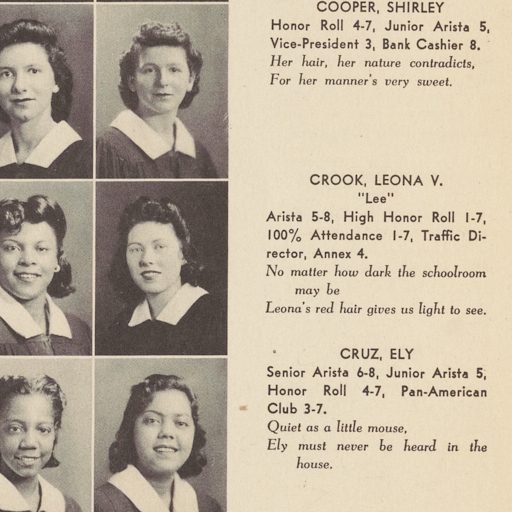 COOPER, SHIRLEY
Honor Roll 4-7, Junior Arista 5,
Vice-President 3, Bank Cashier 8.
Her hair, her nature contradicts,
For her manner's very sweet.
CROOK, LEONA V.
"Lee"
Arista 5-8, High Honor Roll 1-7,
100% Attendance 1-7, Traffic Di-
rector, Annex 4.
No matter how dark the schoolroom
may be
Leona's red hair gives us light to see.
CRUZ, ELY
Senior Arista 6-8, Junior Arista 5,
Honor Roll 4-7, Pan-American
Club 3-7.
Quiet as a little mouse,
Ely must never be heard in the
house.